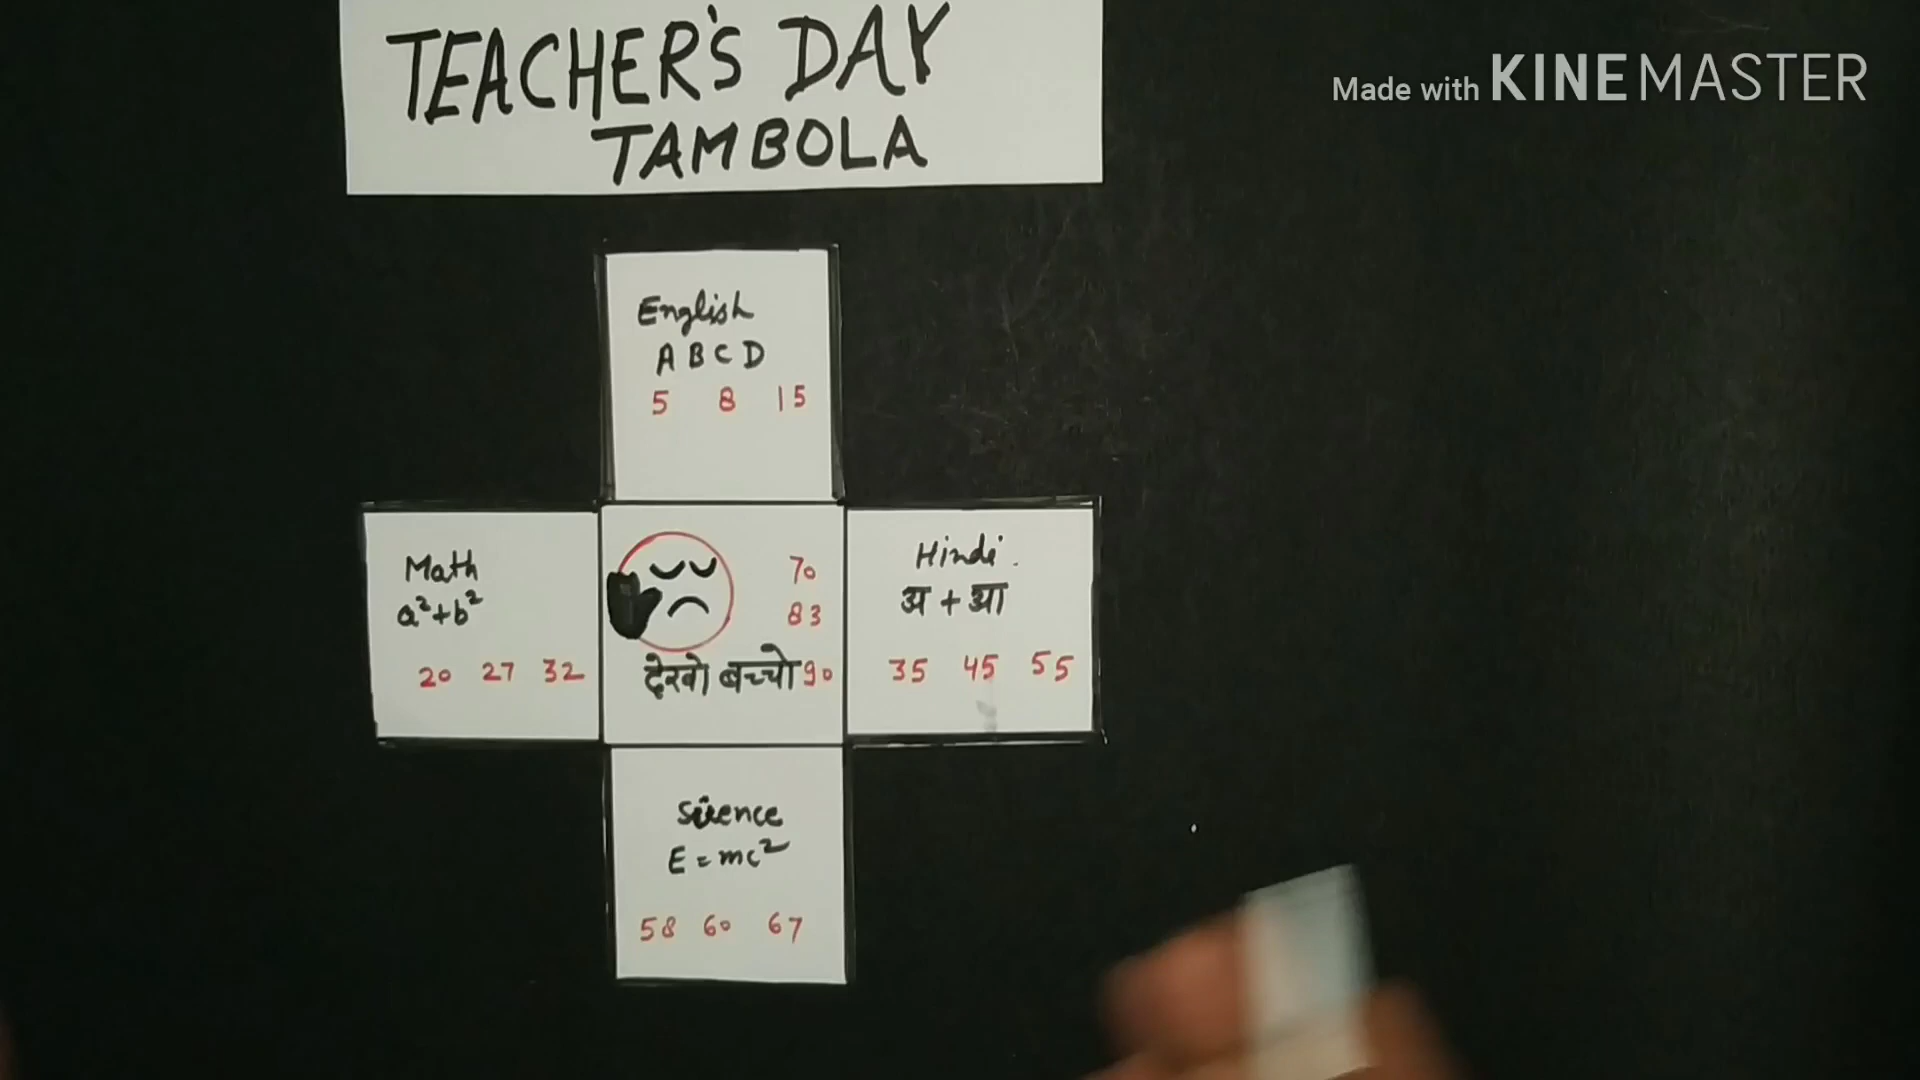 TEACHER'S DAY
TAMBOLA
Made with KINEMASTER
English
A B C D
5 8 15
Math
a²+b²
20 27 32
70
83
देखो बच्चो 90
Hindi.
अ + आ
35 45 55
Science
E = mc²
58 60 67